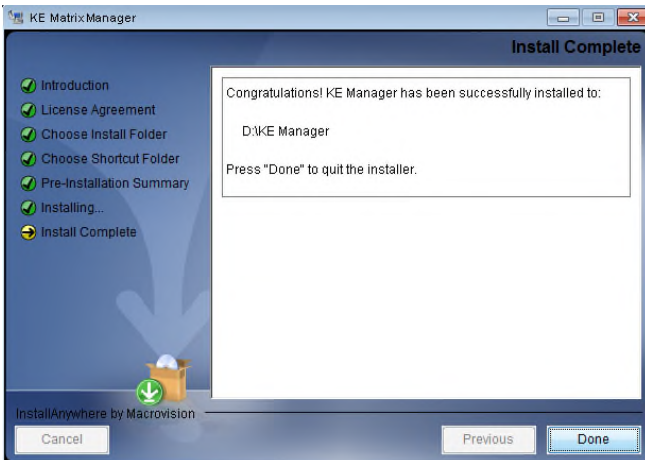 KE MatrixManager
Install Complete
Introduction
License Agreement
Choose Install Folder
Choose Shortcut Folder
Pre-Installation Summary
Installing...
Install Complete
Congratulations! KE Manager has been successfully installed to:
D:\KE Manager
Press "Done" to quit the installer.
InstallAnywhere by Macrovision
Cancel
Previous
Done